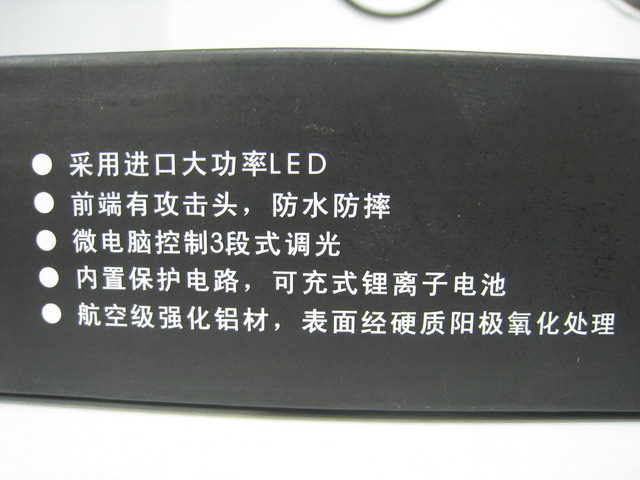 ● 采用进口大功率LED
● 前端有攻击头，防水防摔
● 微电脑控制3段式调光
● 内置保护电路，可充式锂离子电池
● 航空级强化铝材，表面经硬质阳极氧化处理